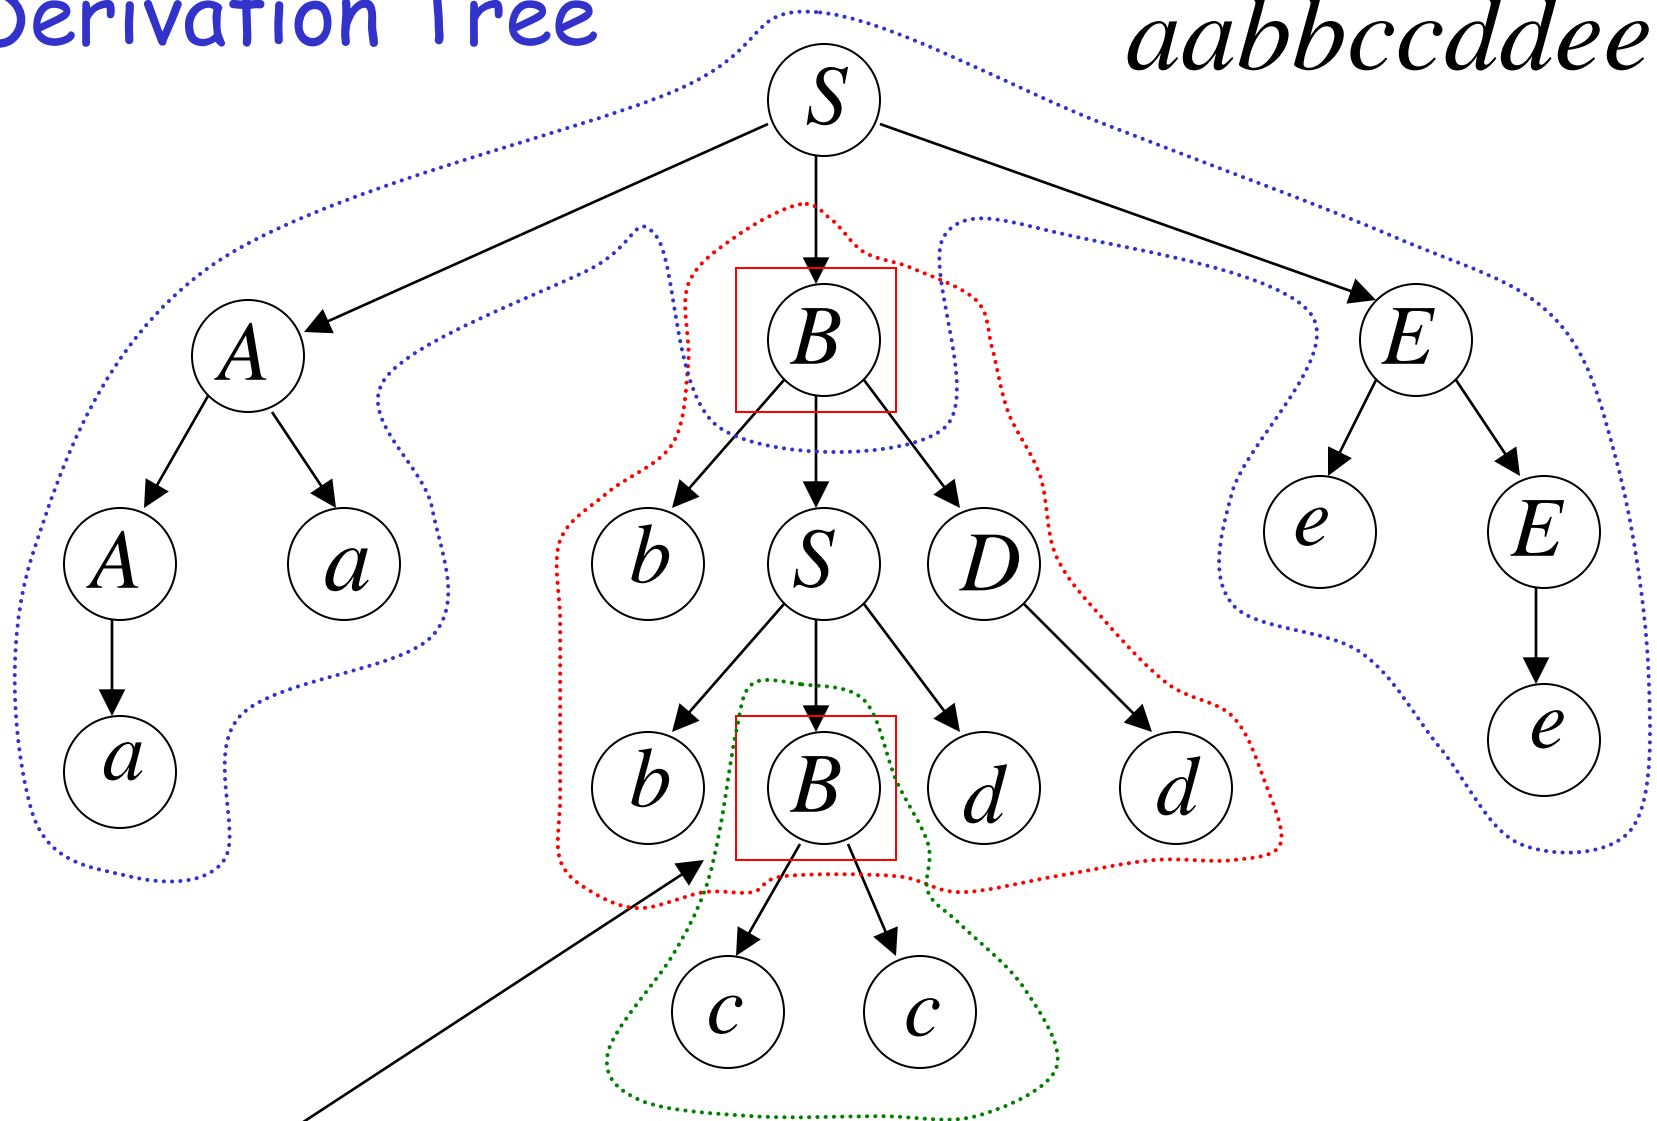 Derivation Tree
aabbccddee
S
A B E
A a b S D e E
a b B d d e
c c